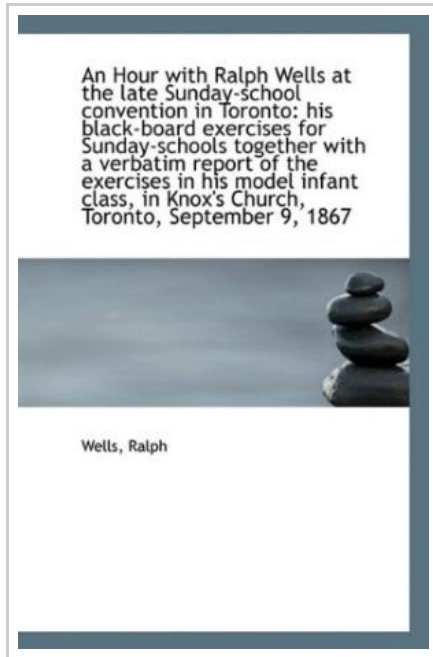 An Hour with Ralph Wells at
the late Sunday-school
convention in Toronto: his
black-board exercises for
Sunday-schools together with
a verbatim report of the
exercises in his model infant
class, in Knox's Church,
Toronto, September 9, 1867
Wells, Ralph